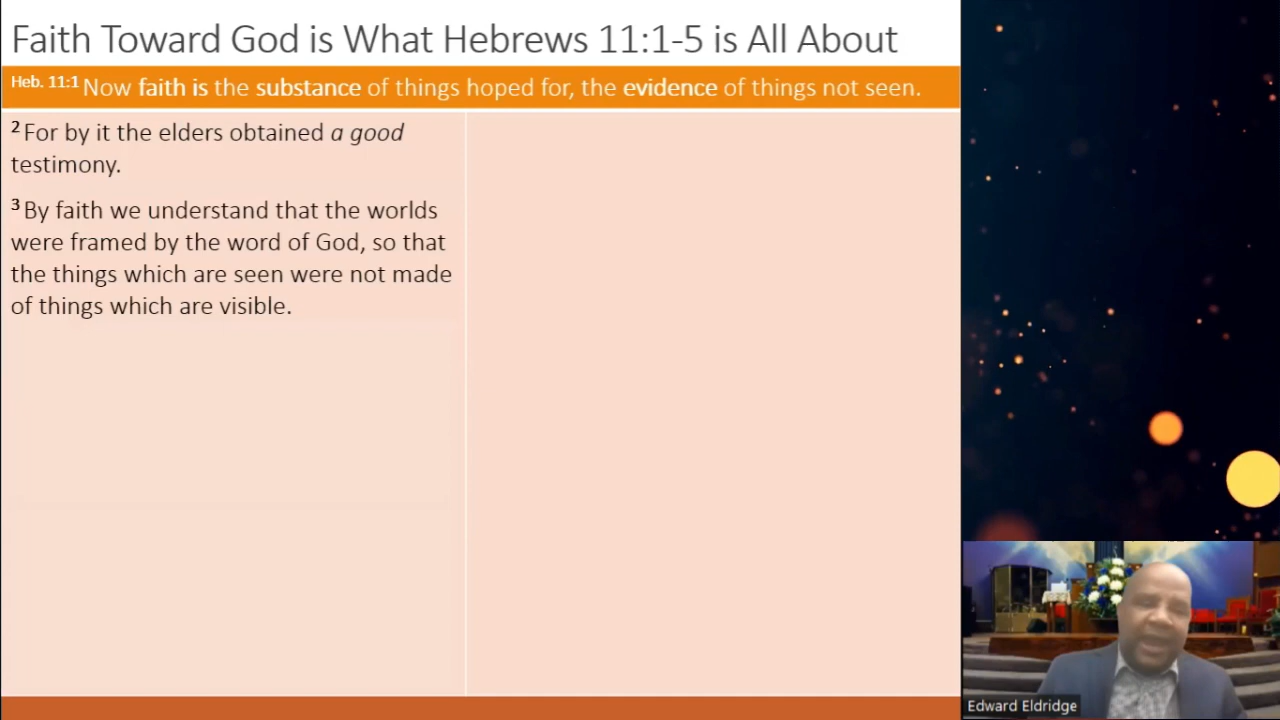 Faith Toward God is What Hebrews 11:1-5 is All About
Heb. 11:1 Now faith is the substance of things hoped for, the evidence of things not seen.
2 For by it the elders obtained a good
testimony.
3 By faith we understand that the worlds
were framed by the word of God, so that
the things which are seen were not made
of things which are visible.
Edward Eldridge